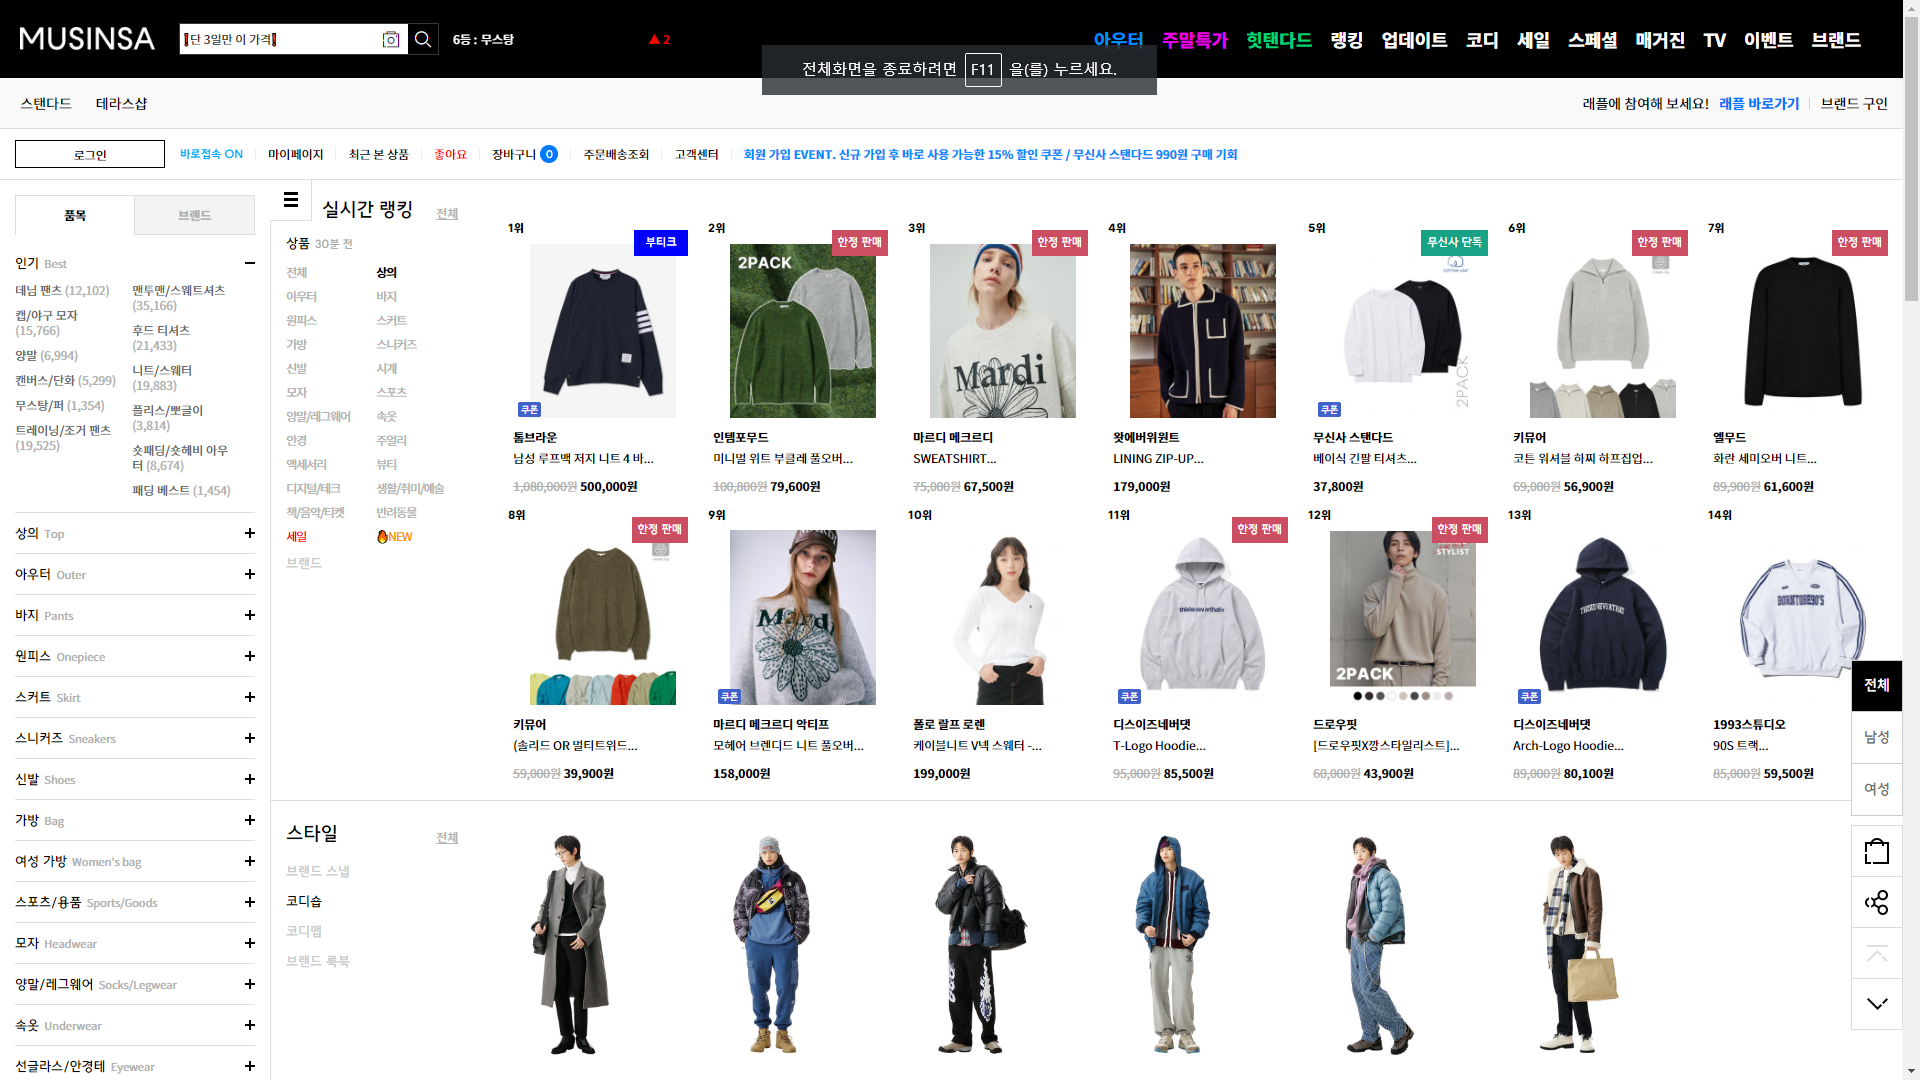 MUSINSA
❗단 3일만 이 가격❗
6등 : 무스탕
▲ 2
아우터 주말특가 힛탠다드 랭킹 업데이트 코디 세일 스페셜 매거진 TV 이벤트 브랜드
전체화면을 종료하려면 F11 을(를) 누르세요.
스탠다드 테라스샵
래플에 참여해 보세요! 래플 바로가기 브랜드 구인
로그인
바로접속 ON 마이페이지 최근 본 상품 좋아요 장바구니 0 주문배송조회 고객센터 회원 가입 EVENT. 신규 가입 후 바로 사용 가능한 15% 할인 쿠폰 / 무신사 스탠다드 990원 구매 기회
품목 브랜드
인기 Best
데님 팬츠 (12,102)
캡/야구 모자 (15,766)
양말 (6,994)
캔버스/단화 (5,299)
무스탕/퍼 (1,354)
트레이닝/조거 팬츠 (19,525)
맨투맨/스웨트셔츠 (35,166)
후드 티셔츠 (21,433)
니트/스웨터 (19,883)
플리스/뽀글이 (3,814)
숏패딩/숏헤비 아우터 (8,674)
패딩 베스트 (1,454)
상의 Top
아우터 Outer
바지 Pants
원피스 Onepiece
스커트 Skirt
스니커즈 Sneakers
신발 Shoes
가방 Bag
여성 가방 Women's bag
스포츠/용품 Sports/Goods
모자 Headwear
양말/레그웨어 Socks/Legwear
속옷 Underwear
선글라스/안경테 Eyewear
실시간 랭킹 전체
상품 30분 전
전체 상의
아우터 바지
원피스 스커트
가방 스니커즈
신발 시계
모자 스포츠
양말/레그웨어 속옷
안경 주얼리
액세서리 뷰티
디지털/테크 생활/취미/예술
책/음악/티켓 반려동물
세일 🔥NEW
브랜드
1위
부티크
쿠폰
톰브라운
남성 루프백 저지 니트 4 바...
1,080,000원 500,000원
2위
한정 판매
2PACK
인템포무드
미니멀 위트 부클레 풀오버...
100,800원 79,600원
3위
한정 판매
Mardi
마르디 메크르디
SWEATSHIRT...
75,000원 67,500원
4위
왓에버위원트
LINING ZIP-UP...
179,000원
5위
무신사 단독
2PACK
쿠폰
무신사 스탠다드
베이식 긴팔 티셔츠...
37,800원
6위
한정 판매
키뮤어
코튼 워셔블 하찌 하프집업...
69,000원 56,900원
7위
한정 판매
엘무드
화란 세미오버 니트...
89,900원 61,600원
8위
한정 판매
키뮤어
(솔리드 OR 멀티트위드...
59,000원 39,900원
9위
Mardi
쿠폰
마르디 메크르디 악티프
모헤어 브렌디드 니트 풀오버...
158,000원
10위
폴로 랄프 로렌
케이블니트 V넥 스웨터 -...
199,000원
11위
한정 판매
thisisneverthat
쿠폰
디스이즈네버댓
T-Logo Hoodie...
95,000원 85,500원
12위
한정 판매
STYLIST
2PACK
드로우핏
[드로우핏X깡스타일리스트]...
60,000원 43,900원
13위
THISISNEVERTHAT
쿠폰
디스이즈네버댓
Arch-Logo Hoodie...
89,000원 80,100원
14위
BORNTOBE90'S
1993스튜디오
90S 트랙...
85,000원 59,500원
스타일 전체
브랜드 스냅
코디숍
코디맵
브랜드 룩북
전체
남성
여성